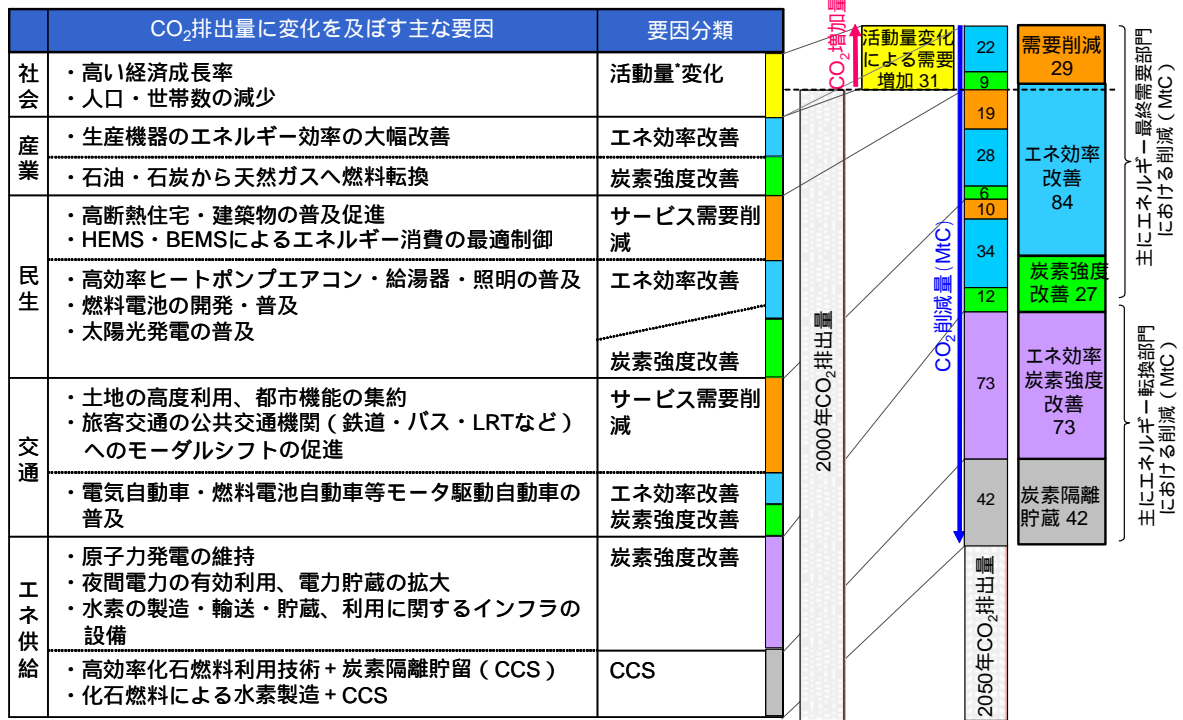 CO2排出量に変化を及ぼす主な要因
要因分類
社会
・高い経済成長率
・人口・世帯数の減少
活動量*変化
産業
・生産機器のエネルギー効率の大幅改善
エネ効率改善
・石油・石炭から天然ガスへ燃料転換
炭素強度改善
民生
・高断熱住宅・建築物の普及促進
・HEMS・BEMSによるエネルギー消費の最適制御
サービス需要削
減
・高効率ヒートポンプエアコン・給湯器・照明の普及
・燃料電池の開発・普及
・太陽光発電の普及
エネ効率改善
炭素強度改善
交通
・土地の高度利用、都市機能の集約
・旅客交通の公共交通機関（鉄道・バス・LRTなど）
へのモーダルシフトの促進
サービス需要削
減
・電気自動車・燃料電池自動車等モータ駆動自動車の
普及
エネ効率改善
炭素強度改善
エネ供給
・原子力発電の維持
・夜間電力の有効利用、電力貯蔵の拡大
・水素の製造・輸送・貯蔵、利用に関するインフラの
設備
炭素強度改善
・高効率化石燃料利用技術+炭素隔離貯留（CCS）
・化石燃料による水素製造+CCS
CCS
CO2増加量
活動量変化
による需要
増加 31
2000年CO2排出量
CO2削減量(MtC)
22
9
19
28
6
10
34
12
73
42
2050年CO2排出量
需要削減
29
エネ効率
改善
84
炭素強度
改善 27
エネ効率
炭素強度
改善
73
炭素隔離
貯蔵 42
主にエネルギー最終需要部門
における削減（MtC）
主にエネルギー転換部門
における削減（MtC）